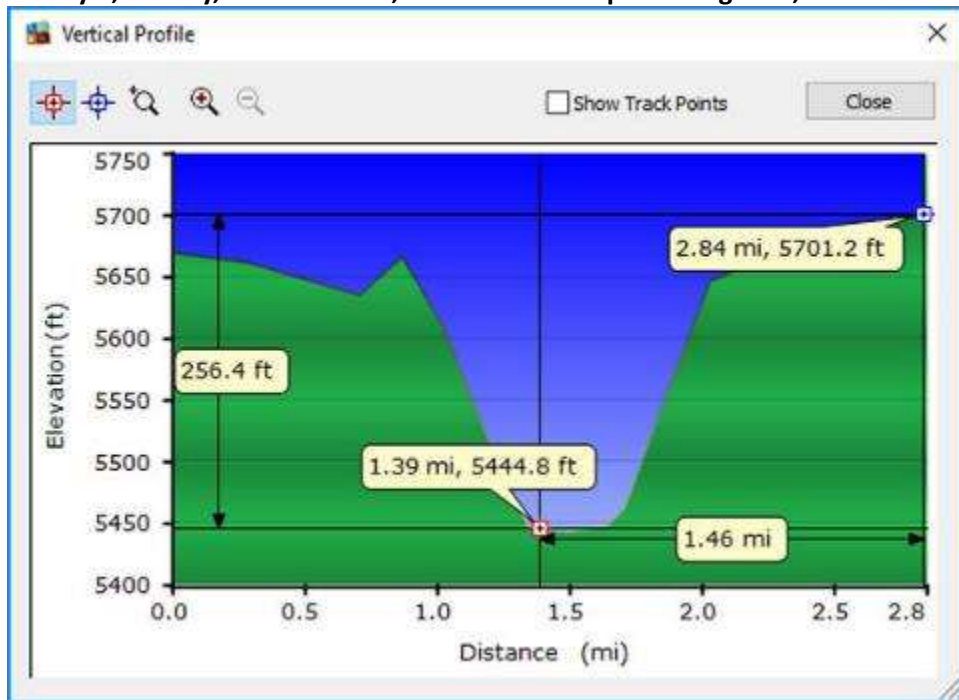 Vertical Profile
Show Track Points
Close
5750
5700
5650
5600
5550
5500
5450
5400
Elevation (ft)
2.84 mi, 5701.2 ft
256.4 ft
1.39 mi, 5444.8 ft
1.46 mi
0.0 0.5 1.0 1.5 2.0 2.5 2.8
Distance (mi)